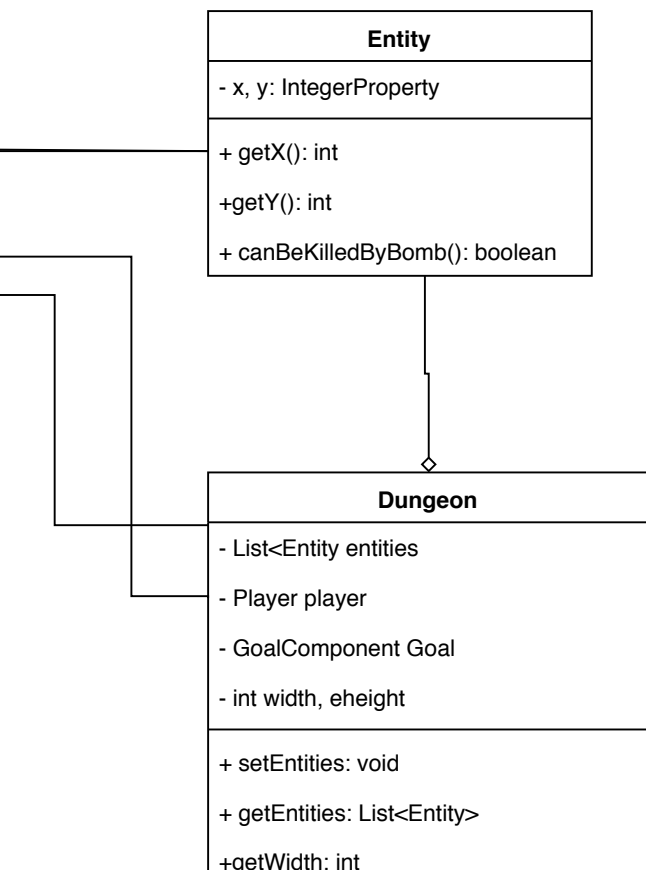 Entity
- x, y: IntegerProperty
+ getX(): int
+getY(): int
+ canBeKilledByBomb(): boolean
Dungeon
- List<Entity entities
- Player player
- GoalComponent Goal
- int width, eheight
+ setEntities: void
+ getEntities: List<Entity>
+getWidth: int